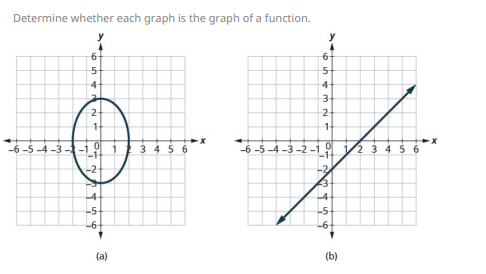 Determine whether each graph is the graph of a function.
y y
6 6
5 5
4 4
3 3
2 2
1 1
x x
-6 -5 -4 -3 -2 -1 0 1 2 3 4 5 6 -6 -5 -4 -3 -2 -1 0 1 2 3 4 5 6
-1 -1
-2 -2
-3 -3
-4 -4
-5 -5
-6 -6
(a) (b)